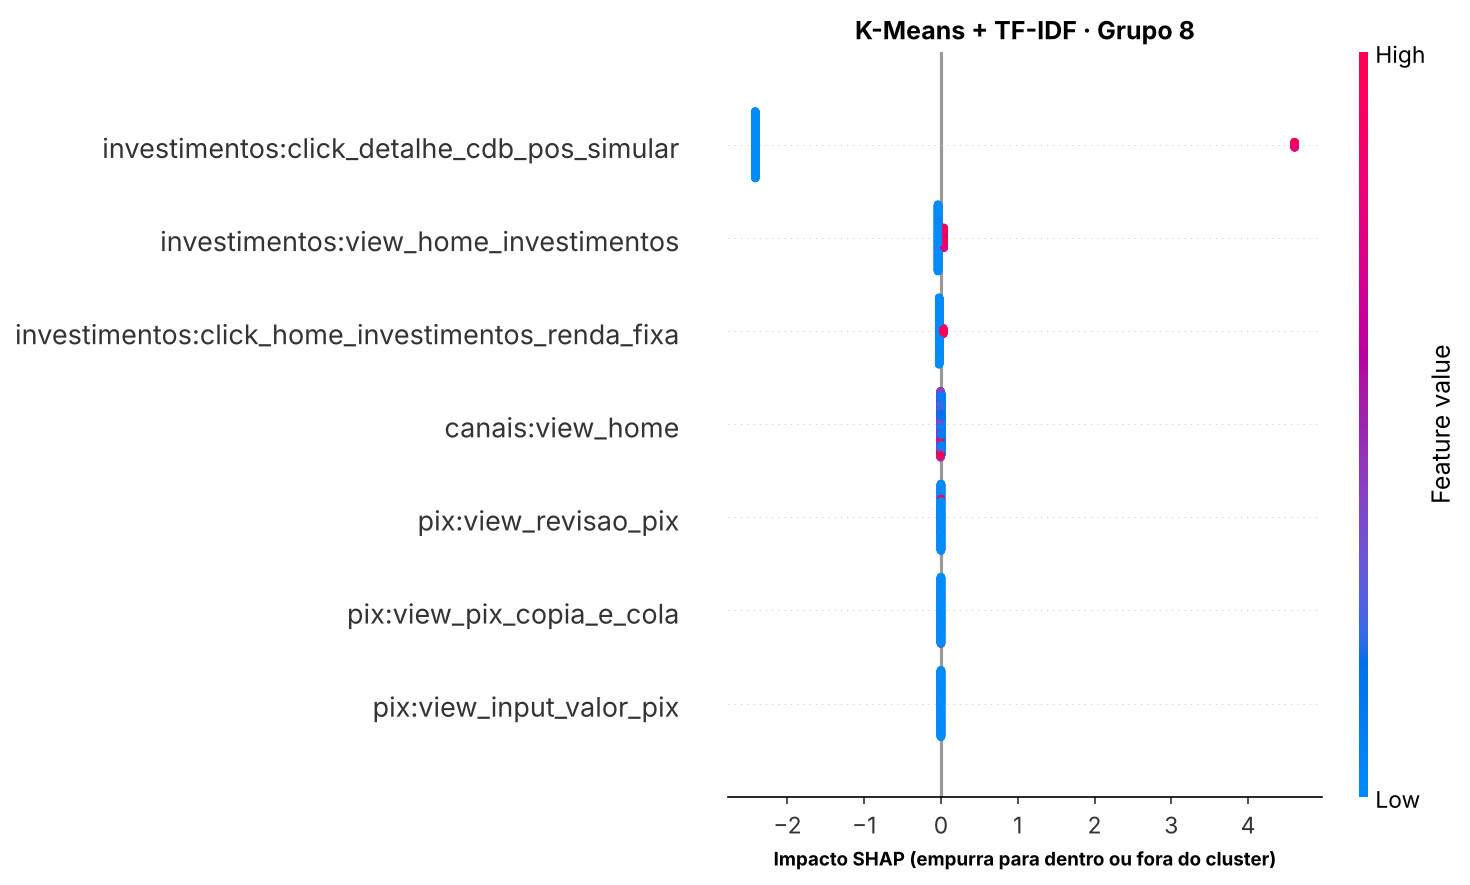 K-Means + TF-IDF · Grupo 8
High
investimentos:click_detalhe_cdb_pos_simular
investimentos:view_home_investimentos
investimentos:click_home_investimentos_renda_fixa
canais:view_home
pix:view_revisao_pix
pix:view_pix_copia_e_cola
pix:view_input_valor_pix
Feature value
Low
−2 −1 0 1 2 3 4
Impacto SHAP (empurra para dentro ou fora do cluster)